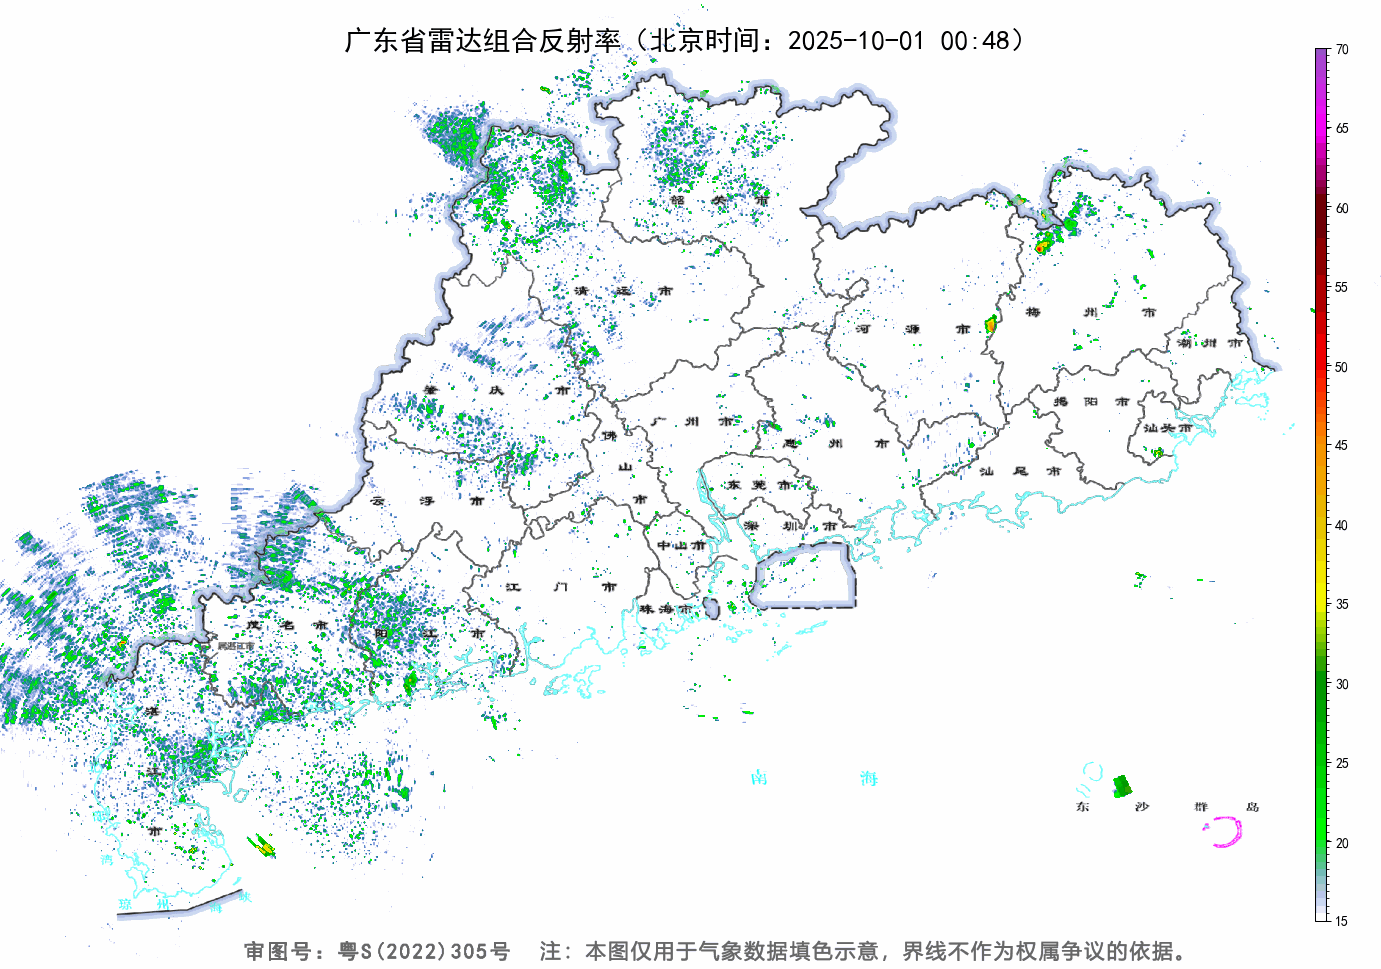 广东省雷达组合反射率（北京时间：2025-10-01 00:48）
70
65
60
55
50
45
40
35
30
25
20
15
韶关市
清远市
河源市
梅州市
潮州市
肇庆市
广州市
佛山市
惠州市
揭阳市
汕头市
汕尾市
云浮市
东莞市
深圳市
中山市
江门市
珠海市
茂名市
阳江市
属湛江市
湛江市
南海
东沙群岛
湾
琼州海峡
审图号：粤S(2022)305号 注：本图仅用于气象数据填色示意，界线不作为权属争议的依据。